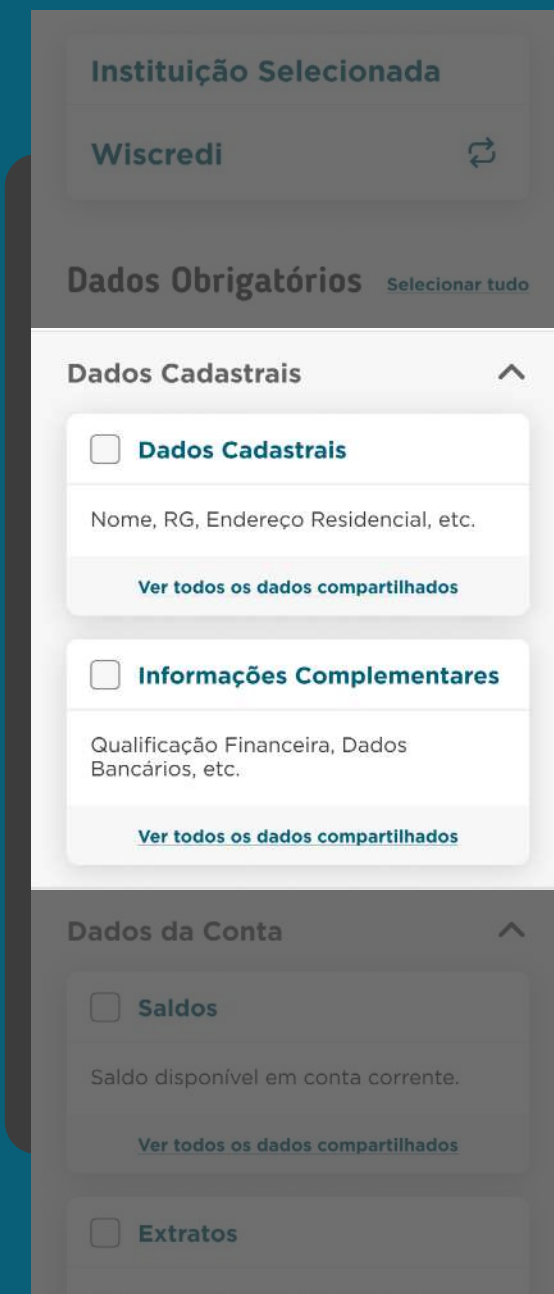 Instituição Selecionada
Wiscredi
Dados Obrigatórios Selecionar tudo
Dados Cadastrais
Dados Cadastrais
Nome, RG, Endereço Residencial, etc.
Ver todos os dados compartilhados
Informações Complementares
Qualificação Financeira, Dados
Bancários, etc.
Ver todos os dados compartilhados
Dados da Conta
Saldos
Saldo disponível em conta corrente.
Ver todos os dados compartilhados
Extratos